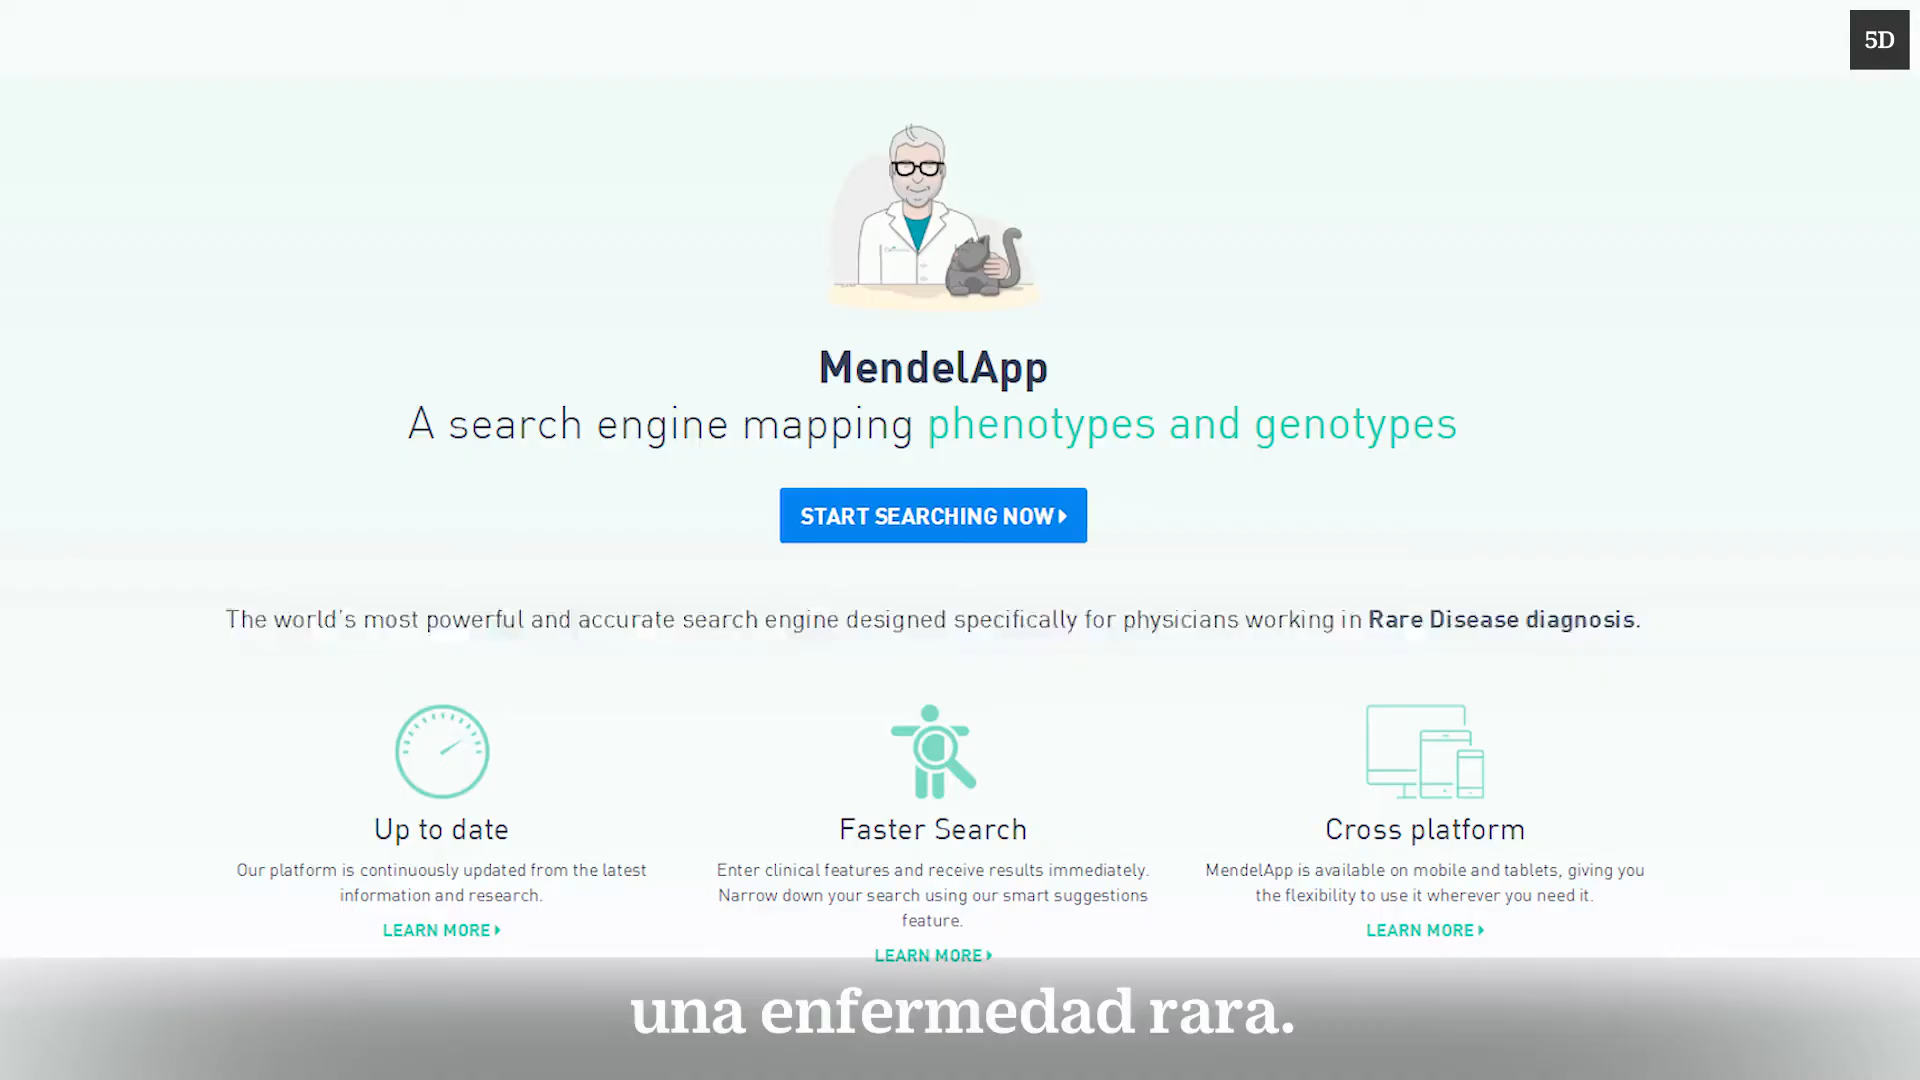 5D
MendelApp
A search engine mapping phenotypes and genotypes
START SEARCHING NOW
The world's most powerful and accurate search engine designed specifically for physicians working in Rare Disease diagnosis.
Up to date
Our platform is continuously updated from the latest
information and research.
LEARN MORE
Faster Search
Enter clinical features and receive results immediately.
Narrow down your search using our smart suggestions
feature.
LEARN MORE
Cross platform
MendelApp is available on mobile and tablets, giving you
the flexibility to use it wherever you need it.
LEARN MORE
una enfermedad rara.